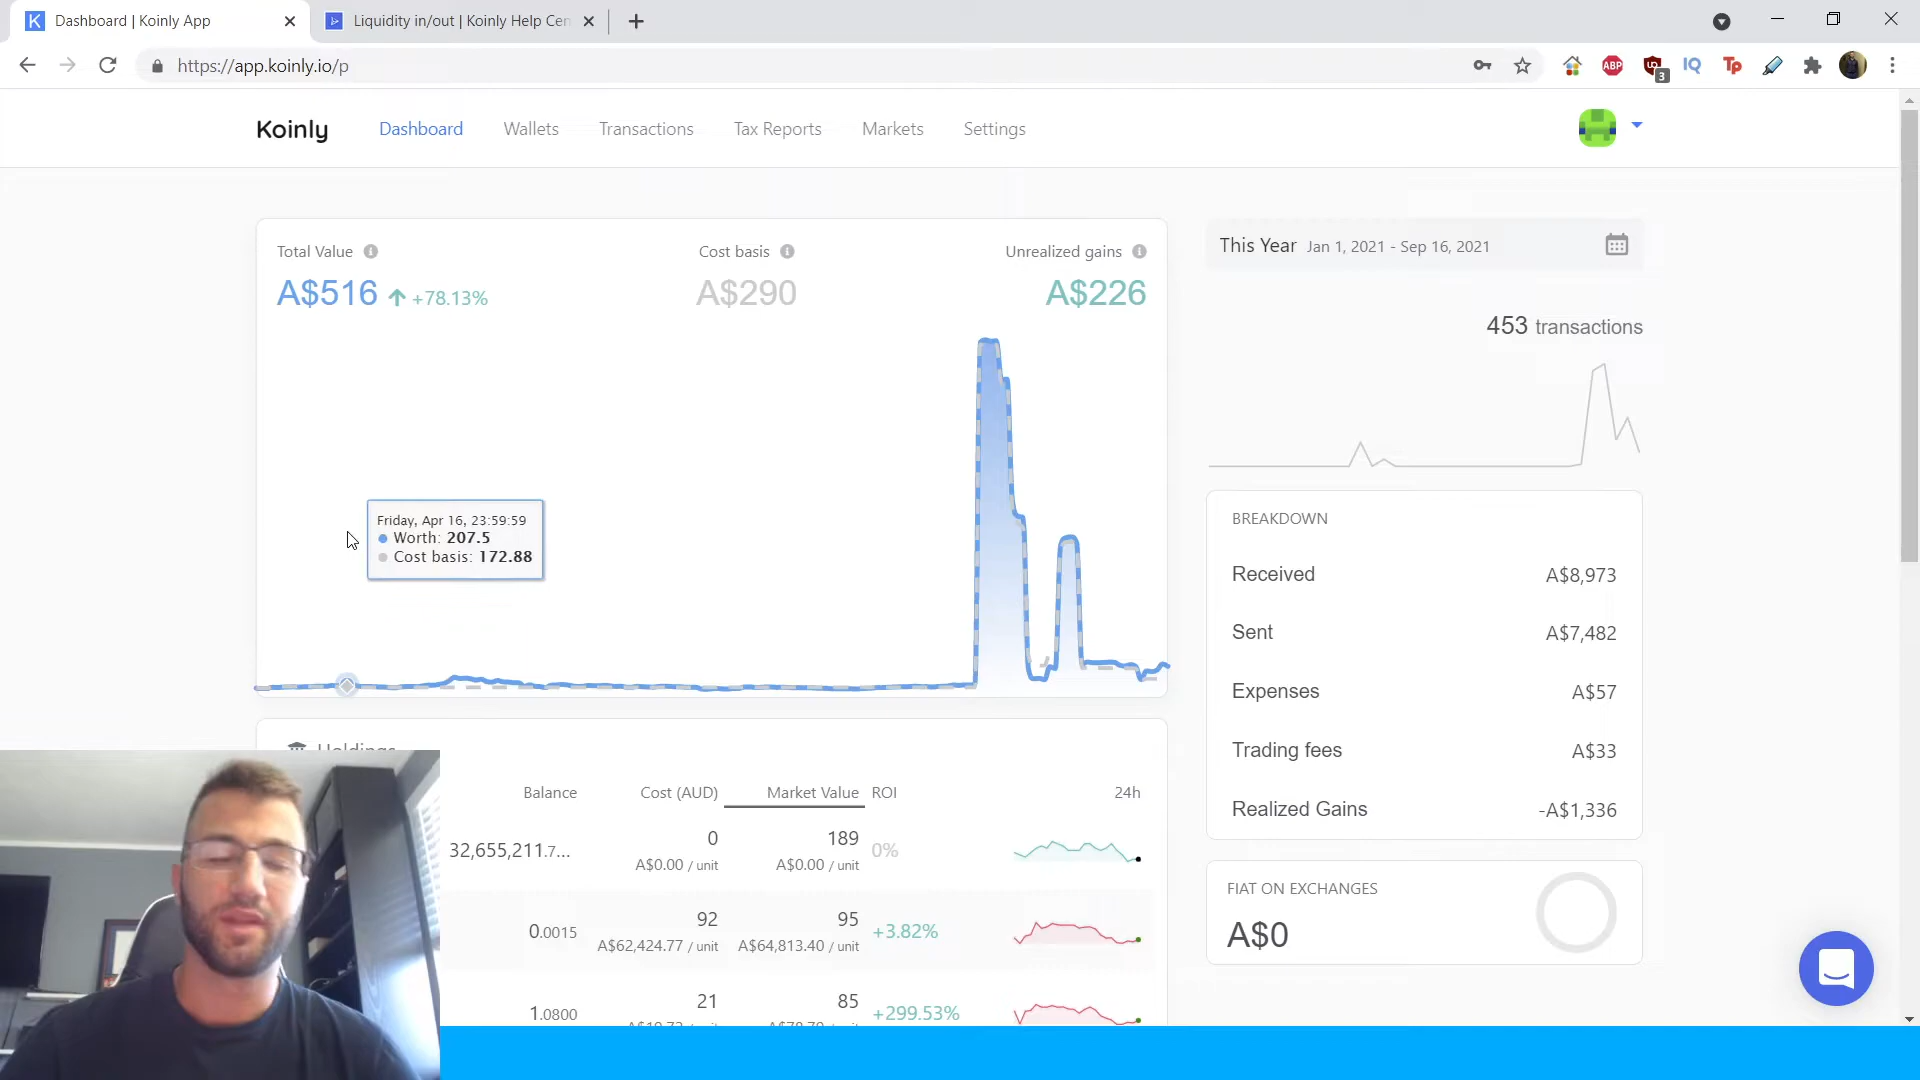 Dashboard | Koinly App
Liquidity in/out | Koinly Help Cen
https://app.koinly.io/p
ABP
3
IQ
Tp
Koinly
Dashboard
Wallets
Transactions
Tax Reports
Markets
Settings
Total Value
A$516 +78.13%
Cost basis
A$290
Unrealized gains
A$226
Friday, Apr 16, 23:59:59
Worth: 207.5
Cost basis: 172.88
This Year Jan 1, 2021 - Sep 16, 2021
453 transactions
BREAKDOWN
Received A$8,973
Sent A$7,482
Expenses A$57
Trading fees A$33
Realized Gains -A$1,336
FIAT ON EXCHANGES
A$0
Holdings
Balance Cost (AUD) Market Value ROI 24h
32,655,211.7... 0 189 0%
A$0.00 / unit A$0.00 / unit
0.0015 92 95 +3.82%
A$62,424.77 / unit A$64,813.40 / unit
1.0800 21 85 +299.53%